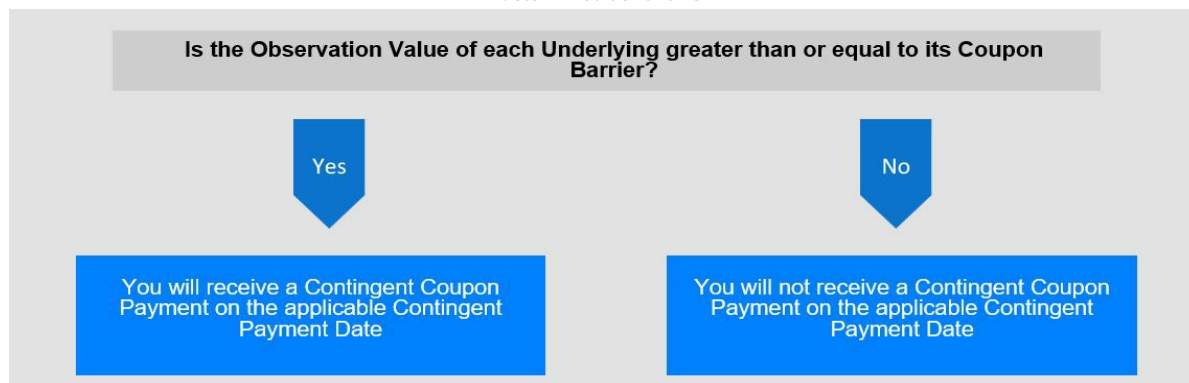 Is the Observation Value of each Underlying greater than or equal to its Coupon
Barrier?
Yes
No
You will receive a Contingent Coupon
Payment on the applicable Contingent
Payment Date
You will not receive a Contingent Coupon
Payment on the applicable Contingent
Payment Date